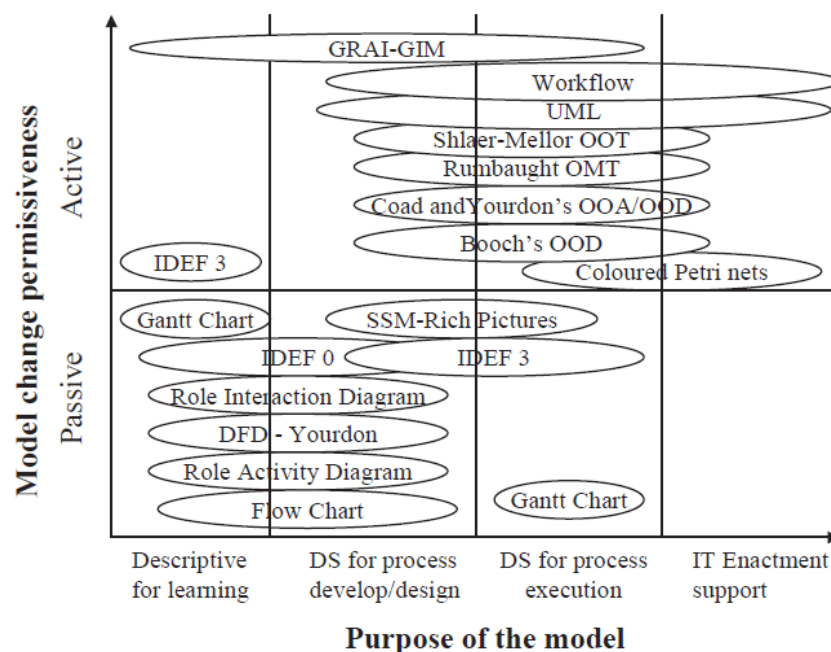 GRAI-GIM
Workflow
UML
Shlaer-Mellor OOT
Rumbaught OMT
Coad andYourdon's OOA/OOD
Booch's OOD
IDEF 3
Coloured Petri nets
Gantt Chart
SSM-Rich Pictures
IDEF 0
IDEF 3
Role Interaction Diagram
DFD - Yourdon
Role Activity Diagram
Gantt Chart
Flow Chart
Model change permissiveness
Active
Passive
Descriptive
for learning
DS for process
develop/design
DS for process
execution
IT Enactment
support
Purpose of the model